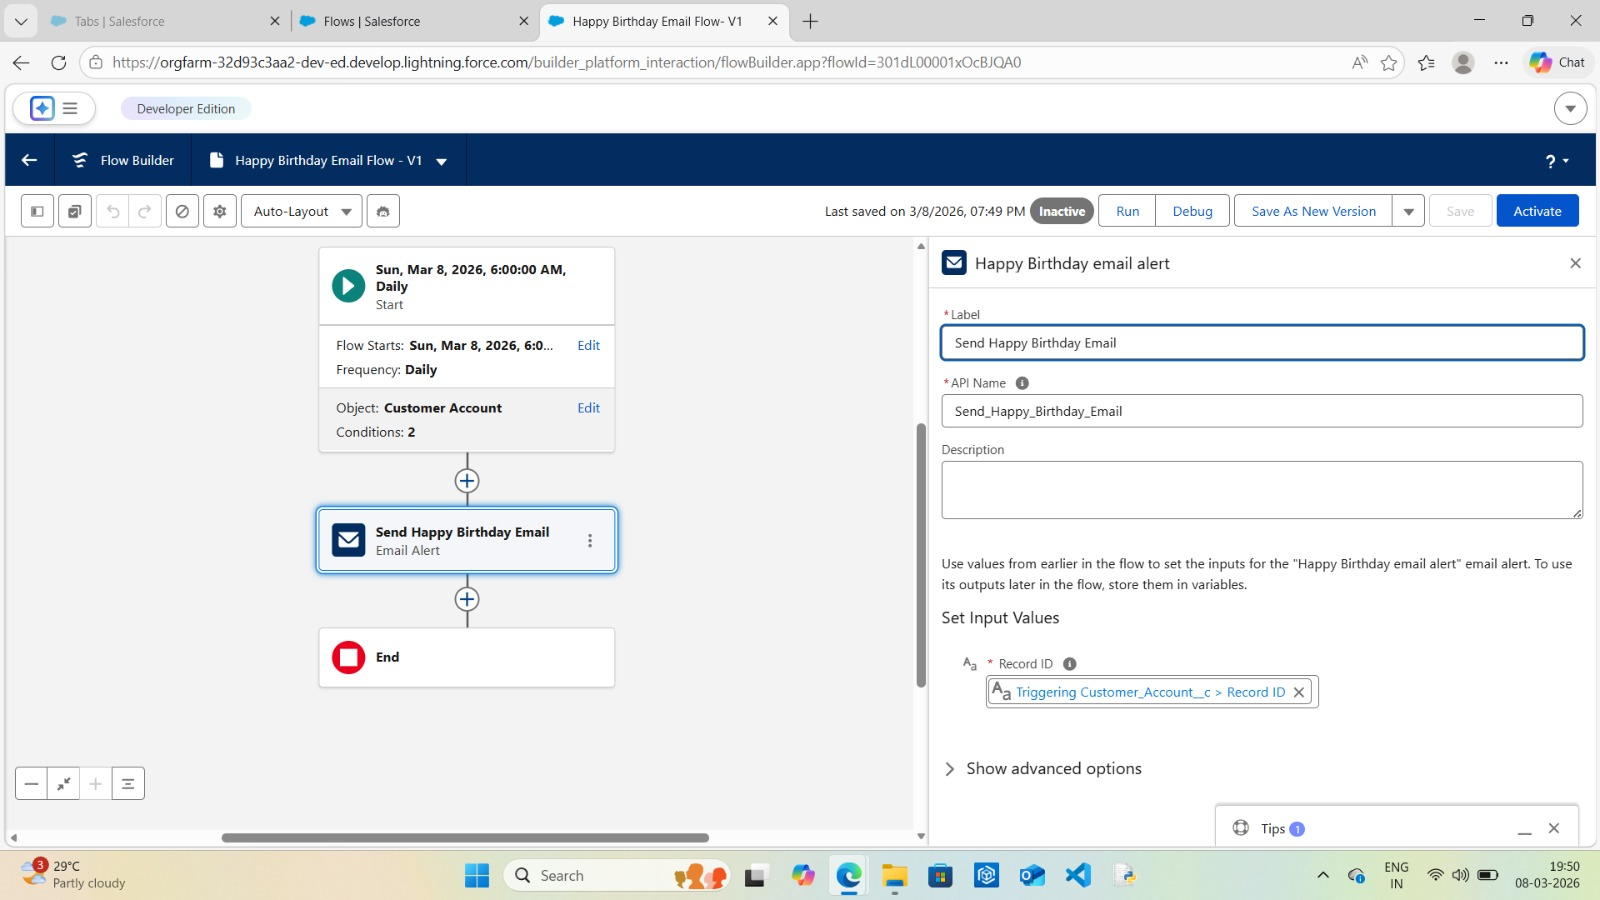 Tabs | Salesforce
Flows | Salesforce
Happy Birthday Email Flow- V1
https://orgfarm-32d93c3aa2-dev-ed.develop.lightning.force.com/builder_platform_interaction/flowBuilder.app?flowId=301dL00001xOcBJQA0
Chat
Developer Edition
Flow Builder
Happy Birthday Email Flow - V1
?
Auto-Layout
Last saved on 3/8/2026, 07:49 PM
Inactive
Run
Debug
Save As New Version
Save
Activate
Sun, Mar 8, 2026, 6:00:00 AM,
Daily
Start
Flow Starts: Sun, Mar 8, 2026, 6:0...
Edit
Frequency: Daily
Object: Customer Account
Edit
Conditions: 2
Send Happy Birthday Email
Email Alert
End
Happy Birthday email alert
* Label
Send Happy Birthday Email
* API Name
Send_Happy_Birthday_Email
Description
Use values from earlier in the flow to set the inputs for the "Happy Birthday email alert" email alert. To use
its outputs later in the flow, store them in variables.
Set Input Values
Aa * Record ID
Aa Triggering Customer_Account__c > Record ID
Show advanced options
Tips 1
3
29°C
Partly cloudy
Search
ENG
IN
19:50
08-03-2026